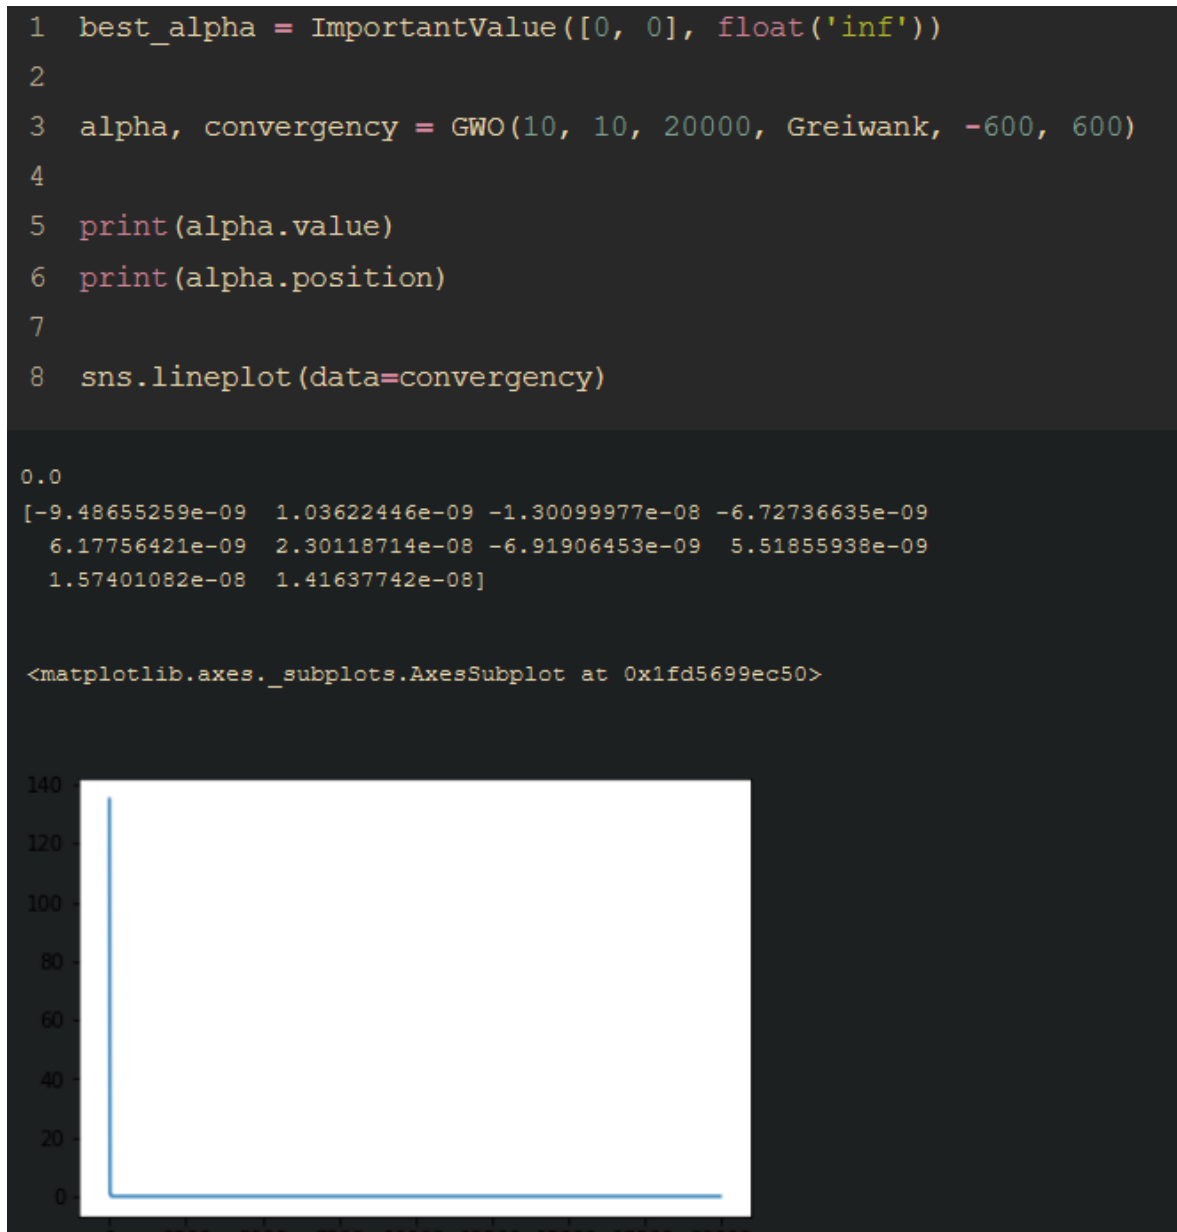 1 best_alpha = ImportantValue([0, 0], float('inf'))
2
3 alpha, convergency = GWO(10, 10, 20000, Greiwank, -600, 600)
4
5 print(alpha.value)
6 print(alpha.position)
7
8 sns.lineplot(data=convergency)
0.0
[-9.48655259e-09 1.03622446e-09 -1.30099977e-08 -6.72736635e-09
6.17756421e-09 2.30118714e-08 -6.91906453e-09 5.51855938e-09
1.57401082e-08 1.41637742e-08]
<matplotlib.axes._subplots.AxesSubplot at 0x1fd5699ec50>
140
120
100
80
60
40
20
0